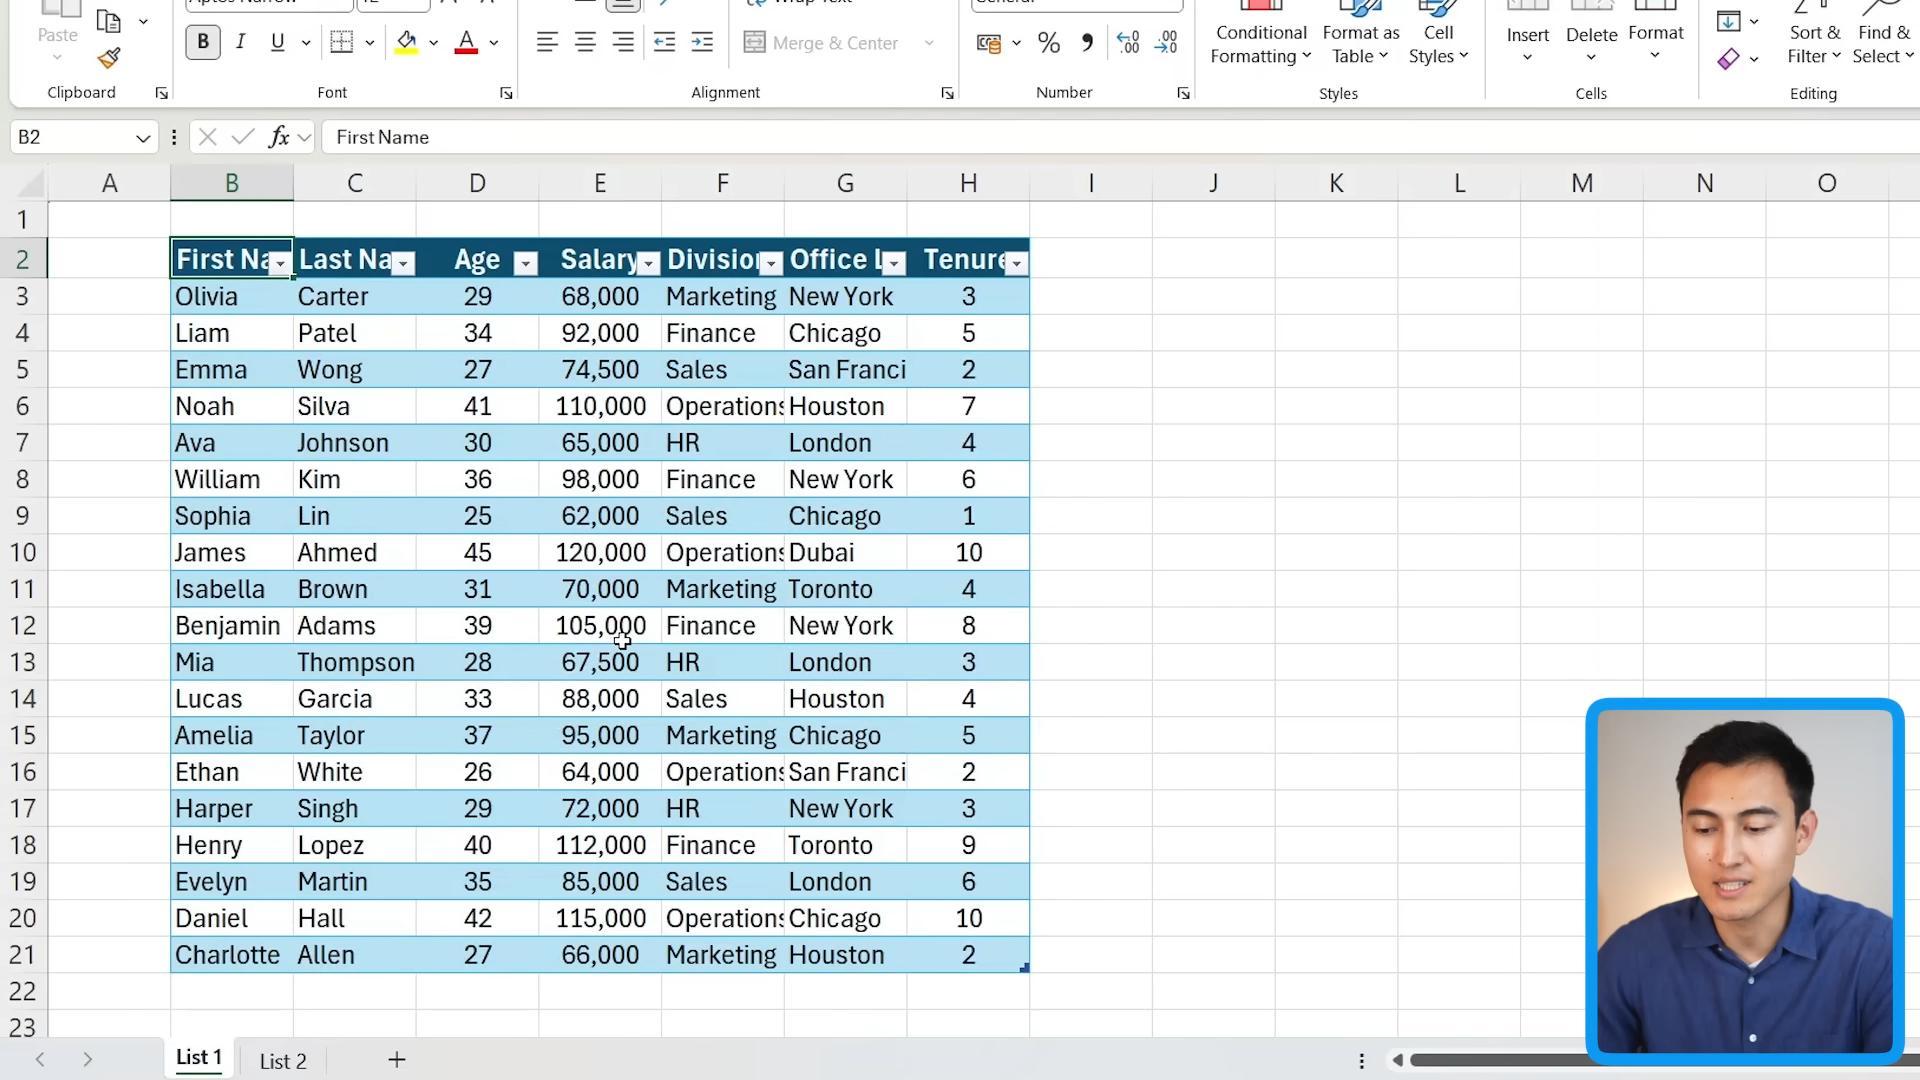 Aptos Narrow 12 Wrap Text General
Paste B I U A Merge & Center % Conditional Formatting Format as Table Cell Styles Insert Delete Format Sort & Filter Find & Select
Clipboard Font Alignment Number Styles Cells Editing
B2 fx First Name
A B C D E F G H I J K L M N O
1
2 First Na Last Na Age Salary Division Office L Tenure
3 Olivia Carter 29 68,000 Marketing New York 3
4 Liam Patel 34 92,000 Finance Chicago 5
5 Emma Wong 27 74,500 Sales San Franci 2
6 Noah Silva 41 110,000 Operations Houston 7
7 Ava Johnson 30 65,000 HR London 4
8 William Kim 36 98,000 Finance New York 6
9 Sophia Lin 25 62,000 Sales Chicago 1
10 James Ahmed 45 120,000 Operations Dubai 10
11 Isabella Brown 31 70,000 Marketing Toronto 4
12 Benjamin Adams 39 105,000 Finance New York 8
13 Mia Thompson 28 67,500 HR London 3
14 Lucas Garcia 33 88,000 Sales Houston 4
15 Amelia Taylor 37 95,000 Marketing Chicago 5
16 Ethan White 26 64,000 Operations San Franci 2
17 Harper Singh 29 72,000 HR New York 3
18 Henry Lopez 40 112,000 Finance Toronto 9
19 Evelyn Martin 35 85,000 Sales London 6
20 Daniel Hall 42 115,000 Operations Chicago 10
21 Charlotte Allen 27 66,000 Marketing Houston 2
22
23
List 1 List 2